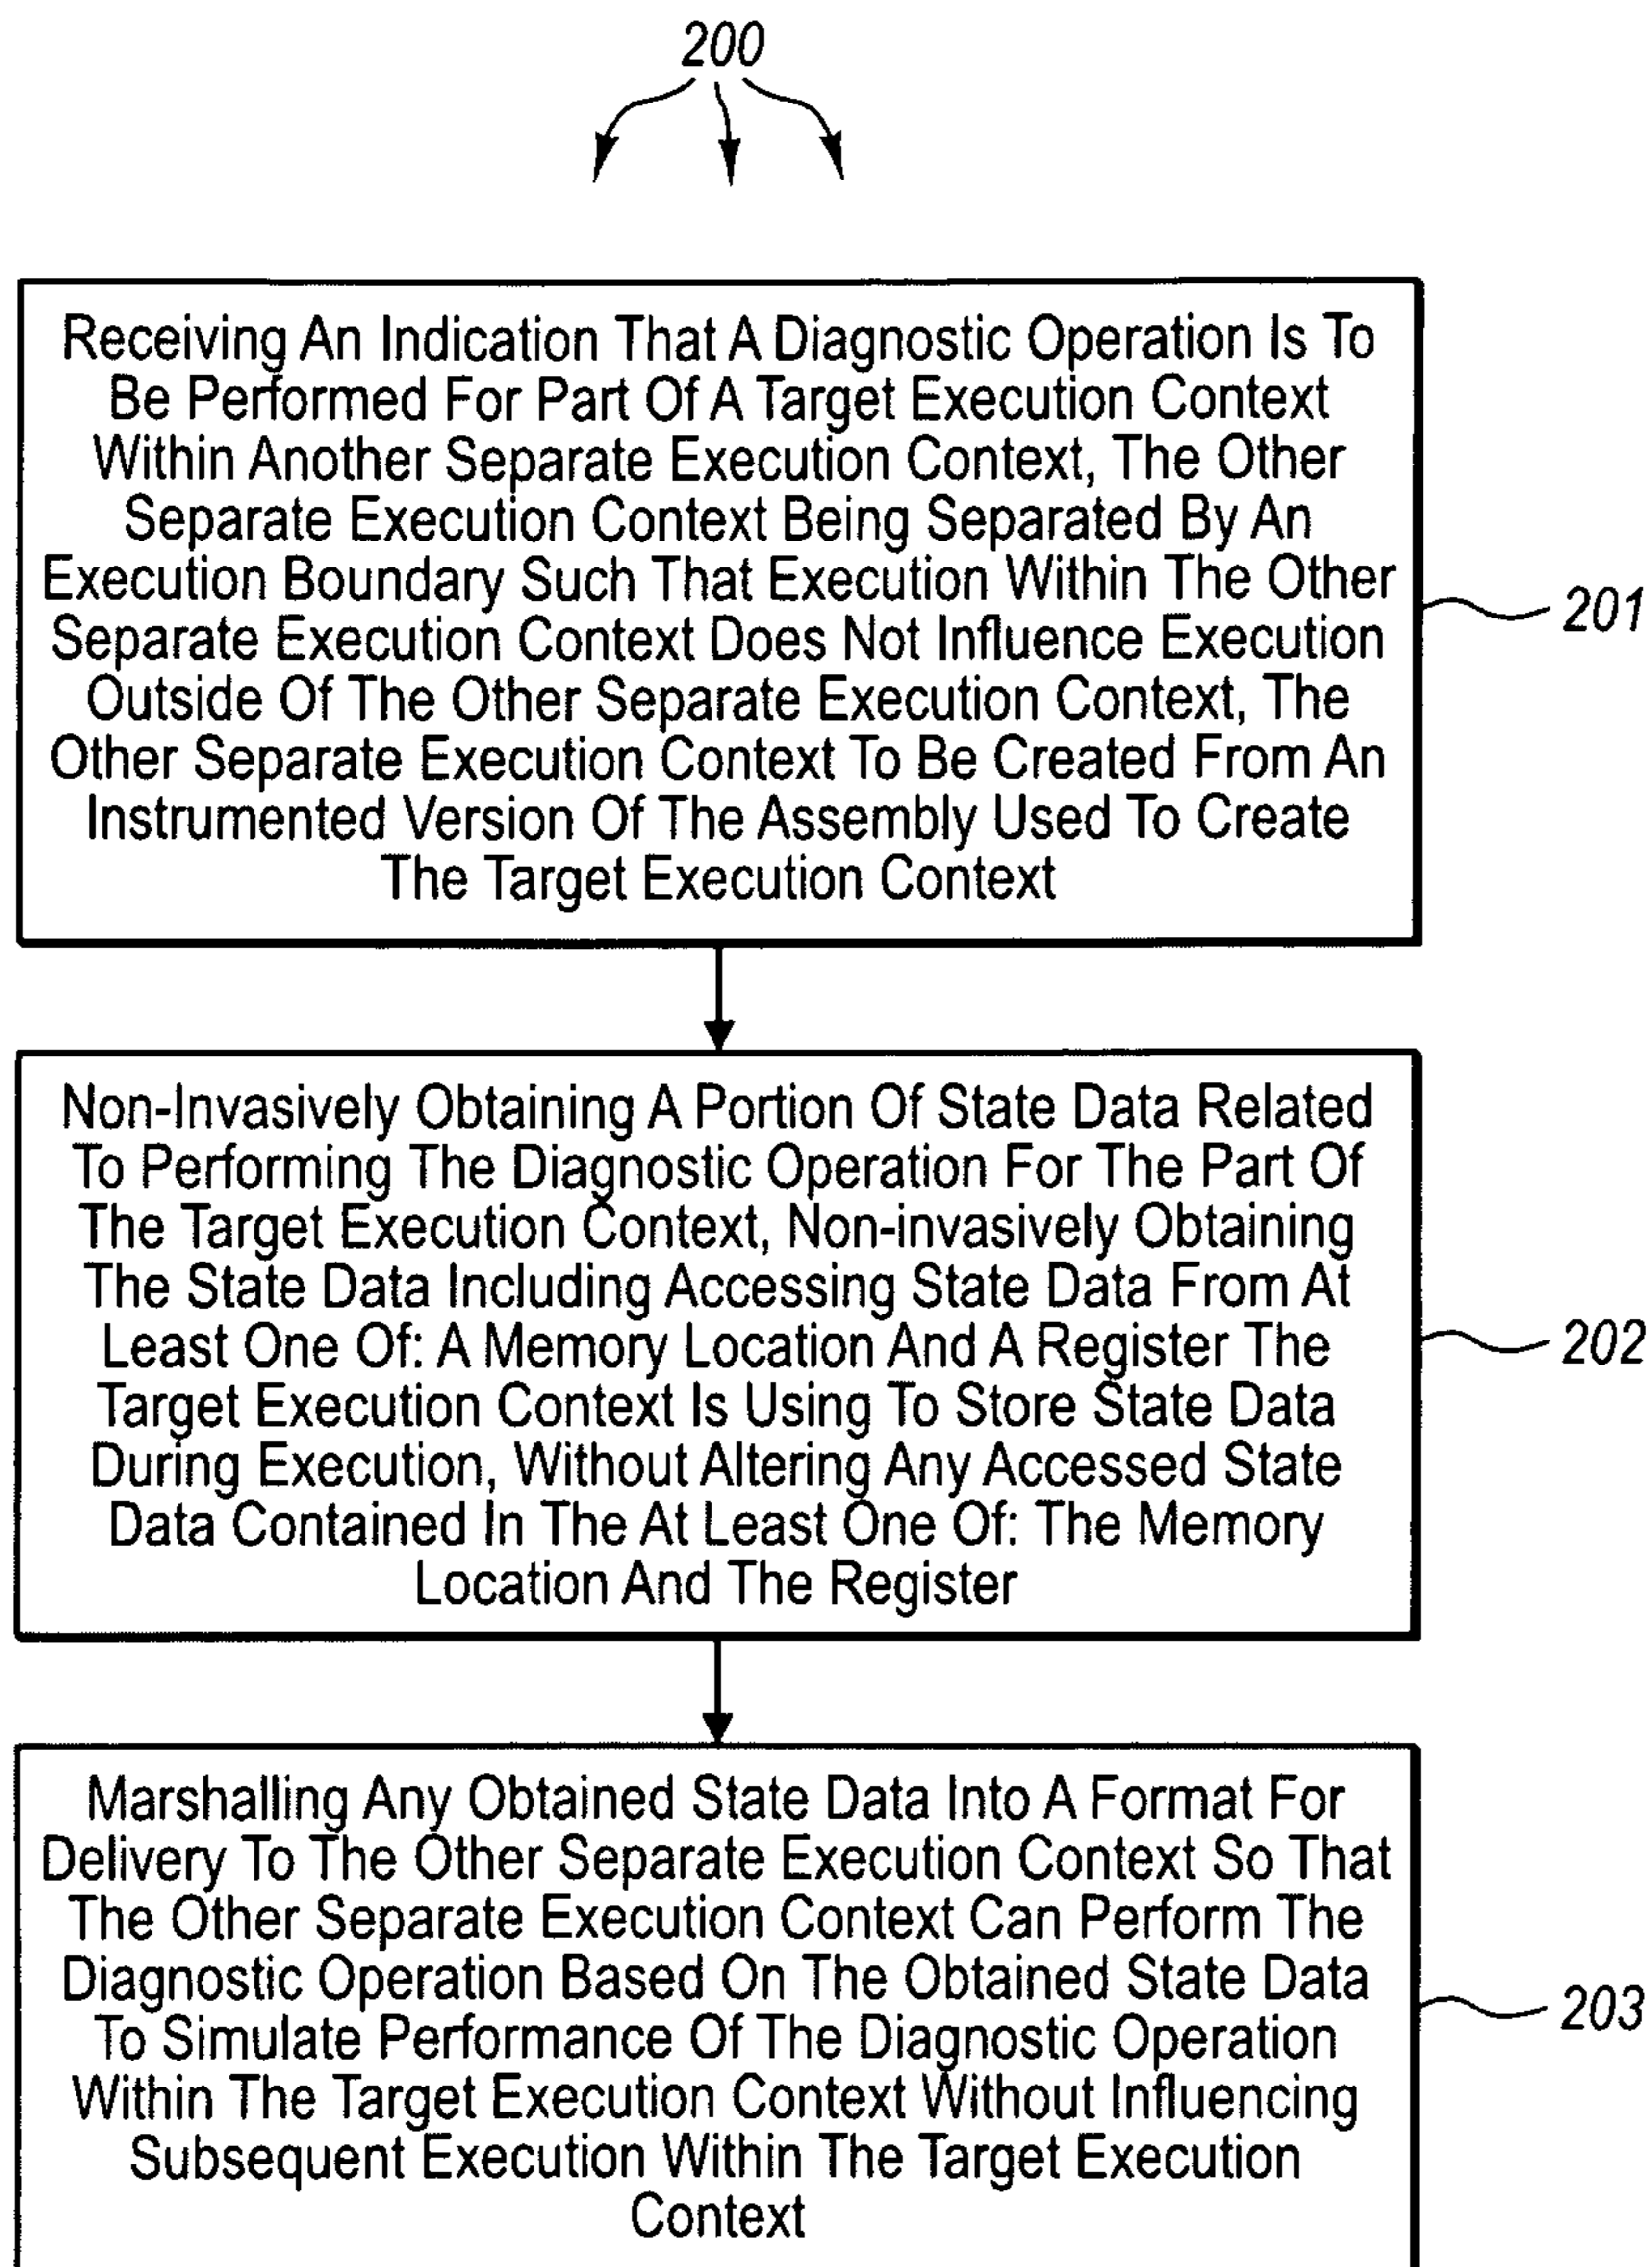 200
Receiving An Indication That A Diagnostic Operation Is To
Be Performed For Part Of A Target Execution Context
Within Another Separate Execution Context, The Other
Separate Execution Context Being Separated By An
Execution Boundary Such That Execution Within The Other
Separate Execution Context Does Not Influence Execution
Outside Of The Other Separate Execution Context, The
Other Separate Execution Context To Be Created From An
Instrumented Version Of The Assembly Used To Create
The Target Execution Context
201
Non-Invasively Obtaining A Portion Of State Data Related
To Performing The Diagnostic Operation For The Part Of
The Target Execution Context, Non-invasively Obtaining
The State Data Including Accessing State Data From At
Least One Of: A Memory Location And A Register The
Target Execution Context Is Using To Store State Data
During Execution, Without Altering Any Accessed State
Data Contained In The At Least One Of: The Memory
Location And The Register
202
Marshalling Any Obtained State Data Into A Format For
Delivery To The Other Separate Execution Context So That
The Other Separate Execution Context Can Perform The
Diagnostic Operation Based On The Obtained State Data
To Simulate Performance Of The Diagnostic Operation
Within The Target Execution Context Without Influencing
Subsequent Execution Within The Target Execution
Context
203